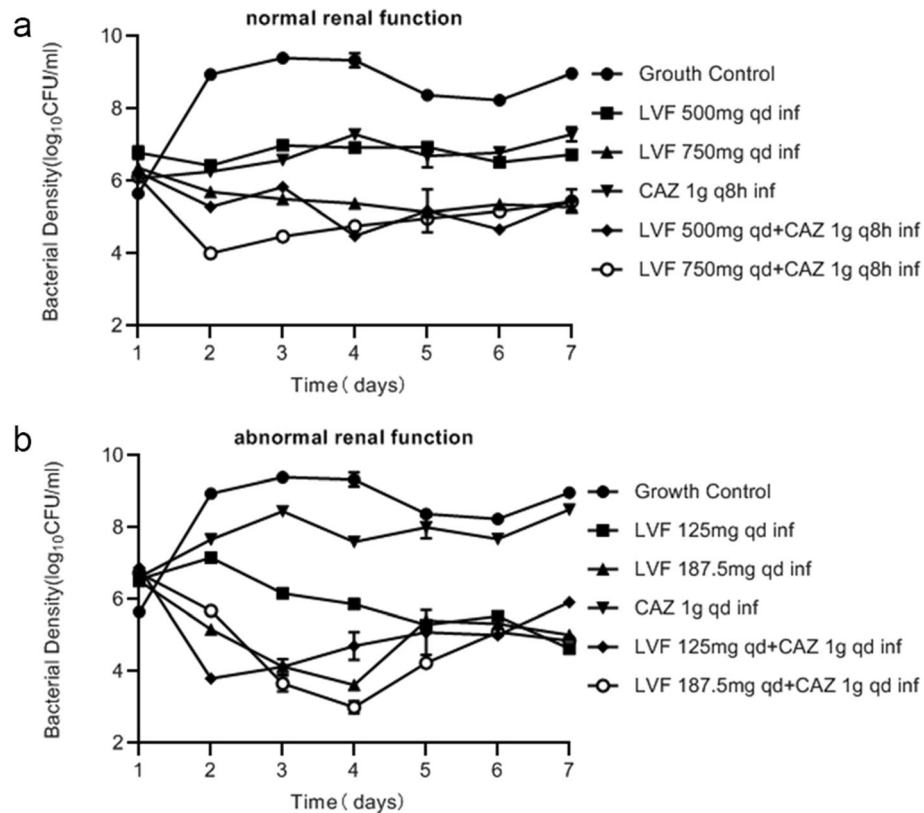 a
normal renal function
Bacterial Density(log10CFU/ml)
10
8
6
4
2
1 2 3 4 5 6 7
Time( days)
Grouth Control
LVF 500mg qd inf
LVF 750mg qd inf
CAZ 1g q8h inf
LVF 500mg qd+CAZ 1g q8h inf
LVF 750mg qd+CAZ 1g q8h inf
b
abnormal renal function
Bacterial Density(log10CFU/ml)
10
8
6
4
2
1 2 3 4 5 6 7
Time( days)
Growth Control
LVF 125mg qd inf
LVF 187.5mg qd inf
CAZ 1g qd inf
LVF 125mg qd+CAZ 1g qd inf
LVF 187.5mg qd+CAZ 1g qd inf